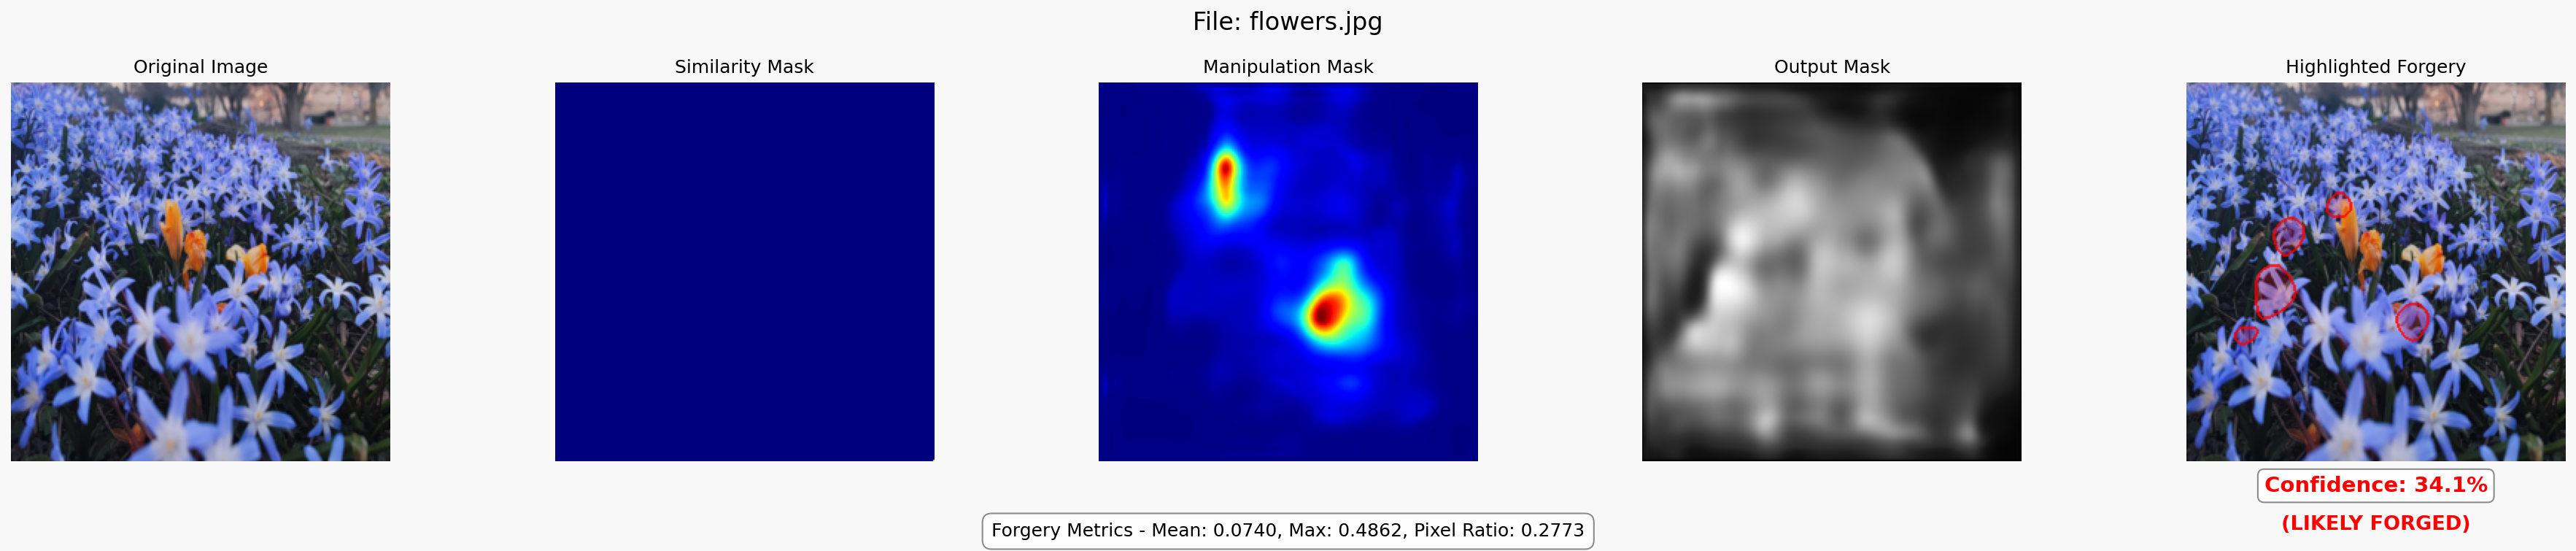 File: flowers.jpg
Original Image
Similarity Mask
Manipulation Mask
Output Mask
Highlighted Forgery
Confidence: 34.1%
(LIKELY FORGED)
Forgery Metrics - Mean: 0.0740, Max: 0.4862, Pixel Ratio: 0.2773